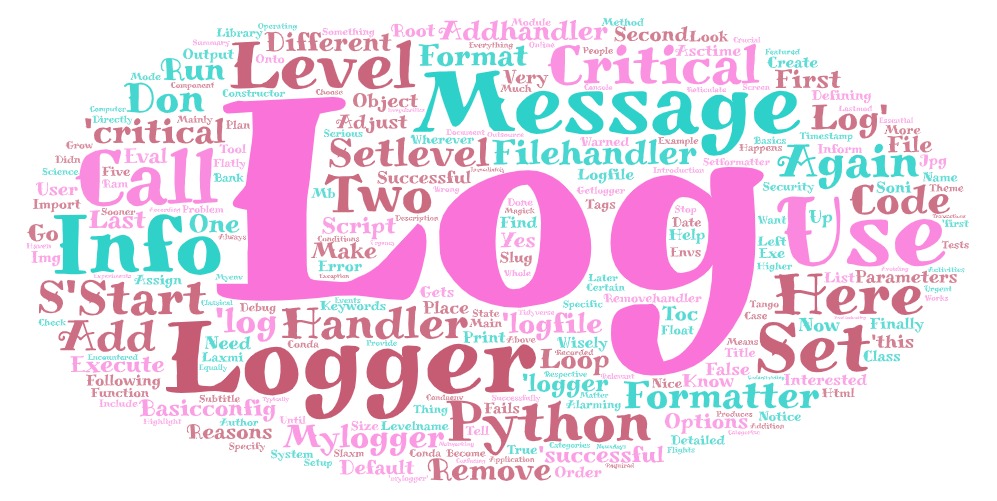 Operating
Module
Method
Library
Something
Root
Addhandler
Second
Look
Crucial
Summary
Different
Everything
Online
People
Asctime
Featured
Output
Onto
Level
Format
Critical
Console
Screen
Create
Mode
Run
Component
Constructor
Choose
Very
Much
Message
First
Defining
Computer
Don
Object
Log'
Essential
Directly
Mainly
'critical
Plan
Adjust
Wherever
Document
Warned
Example
Basics
Timestamp
More
Grow
Serious
Happens
Inform
File
Didn
Tool
Setlevel
Filehandler
Setformatter
Again
Jpg
Science
Five
Eval
Flatly
Introduction
Name
User
Ram
Call
Bank
Successful
Logfile
Getlogger
Security
Soni
Theme
Import
Sooner
Problem
Mb
Two
Wrong
Tags
Code
Last
Description
Done
Stop
Want
Up
'first
Go
Info
One
Script
Find
Date
Left
Use
Tests
Img
Always
Conditions
Make
Yes
Help
Exe
Log
Error
Slug
Envs
Higher
Assign
Exception
Whole
Later
List
Parameters
S'Start
Certain
Here
Urgent
Debug
Events
Gets
Specific
Removehandler
Tango
Works
Check
Keywords
Place
State
Toc
Case
Add
'log
Handler
Main
'logfile
Float
Now
Finally
Need
Provide
Print
Above
Wisely
Set
'this
Encountered
Laxmi
Conda
Loop
Means
Class
Execute
Equally
Logger
Recorded
Title
False
Following
'logger
Nice
Know
Interested
Function
Subtitle
Matter
Formatter
Html
Include
Basicconfig
Until
Thing
Fails
Alarming
Produces
Notice
Highlight
Author
Size
Levelname
Tell
Python
Options
Addition
Reasons
Mylogger
Detailed
Specify
System
Slaxm
Conda
Become
True
'successful
Flights
Setup
Default
Application
Remove
Order
Required